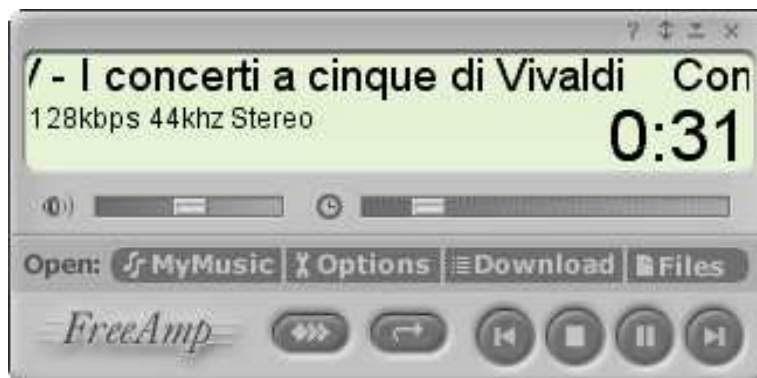 - I concerti a cinque di Vivaldi Con
128kbps 44khz Stereo
0:31
Open: MyMusic Options Download Files
FreeAmp